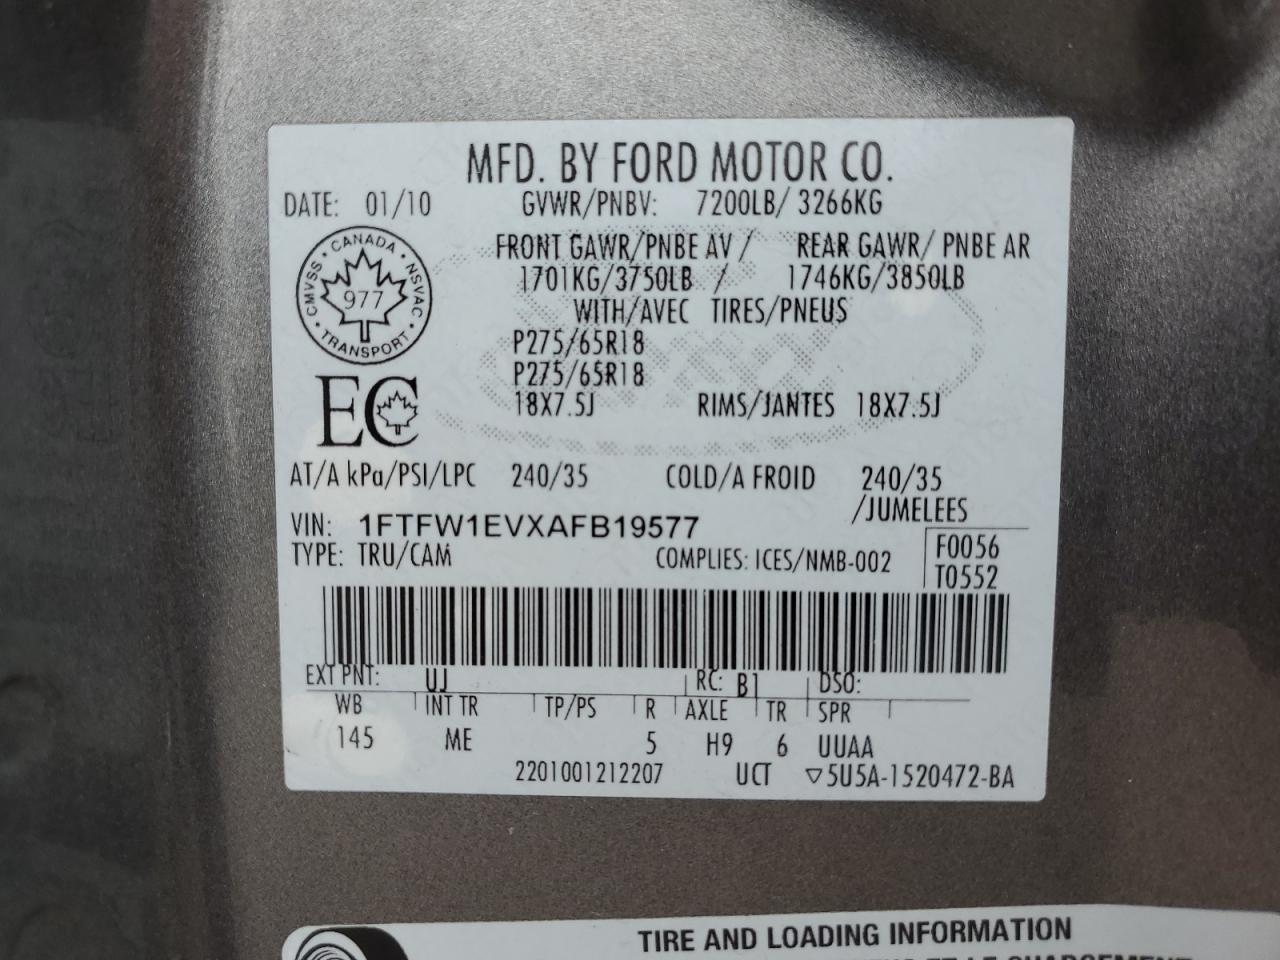 MFD. BY FORD MOTOR CO.
DATE: 01/10 GVWR/PNBV: 7200LB/ 3266KG
FRONT GAWR/PNBE AV / REAR GAWR/ PNBE AR
1701KG/3750LB / 1746KG/3850LB
WITH/AVEC TIRES/PNEUS
CANADA · NSVAC · TRANSPORT · CMVSS ·
977
P275/65R18
P275/65R18
EC
18X7.5J RIMS/JANTES 18X7.5J
AT/A kPa/PSI/LPC 240/35 COLD/A FROID 240/35
/JUMELEES
VIN: 1FTFW1EVXAFB19577
TYPE: TRU/CAM COMPLIES: ICES/NMB-002
F0056
T0552
EXT PNT: UJ RC: B1 DSO:
WB INT TR TP/PS R AXLE TR SPR
145 ME 5 H9 6 UUAA
2201001212207 UCT ▽5U5A-1520472-BA
TIRE AND LOADING INFORMATION